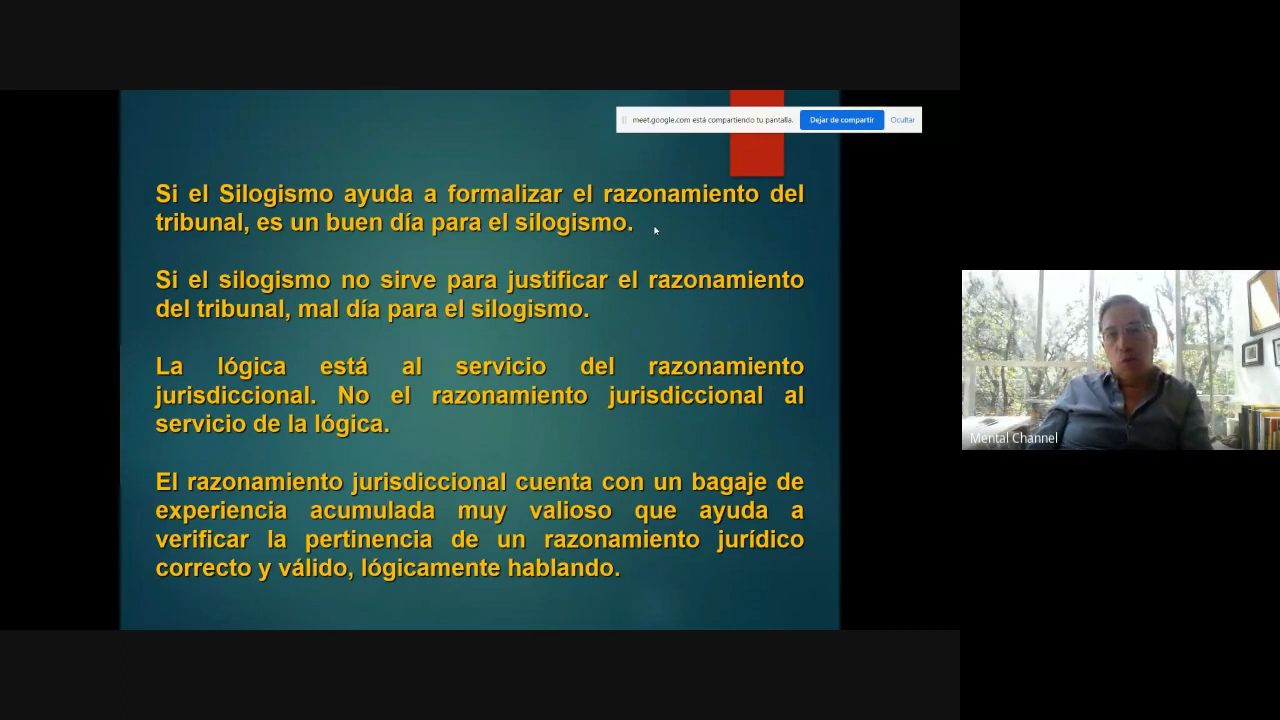 meet.google.com está compartiendo tu pantalla. Dejar de compartir Ocultar
Si el Silogismo ayuda a formalizar el razonamiento del
tribunal, es un buen día para el silogismo.
Si el silogismo no sirve para justificar el razonamiento
del tribunal, mal día para el silogismo.
La lógica está al servicio del razonamiento
jurisdiccional. No el razonamiento jurisdiccional al
servicio de la lógica.
El razonamiento jurisdiccional cuenta con un bagaje de
experiencia acumulada muy valioso que ayuda a
verificar la pertinencia de un razonamiento jurídico
correcto y válido, lógicamente hablando.
Mental Channel